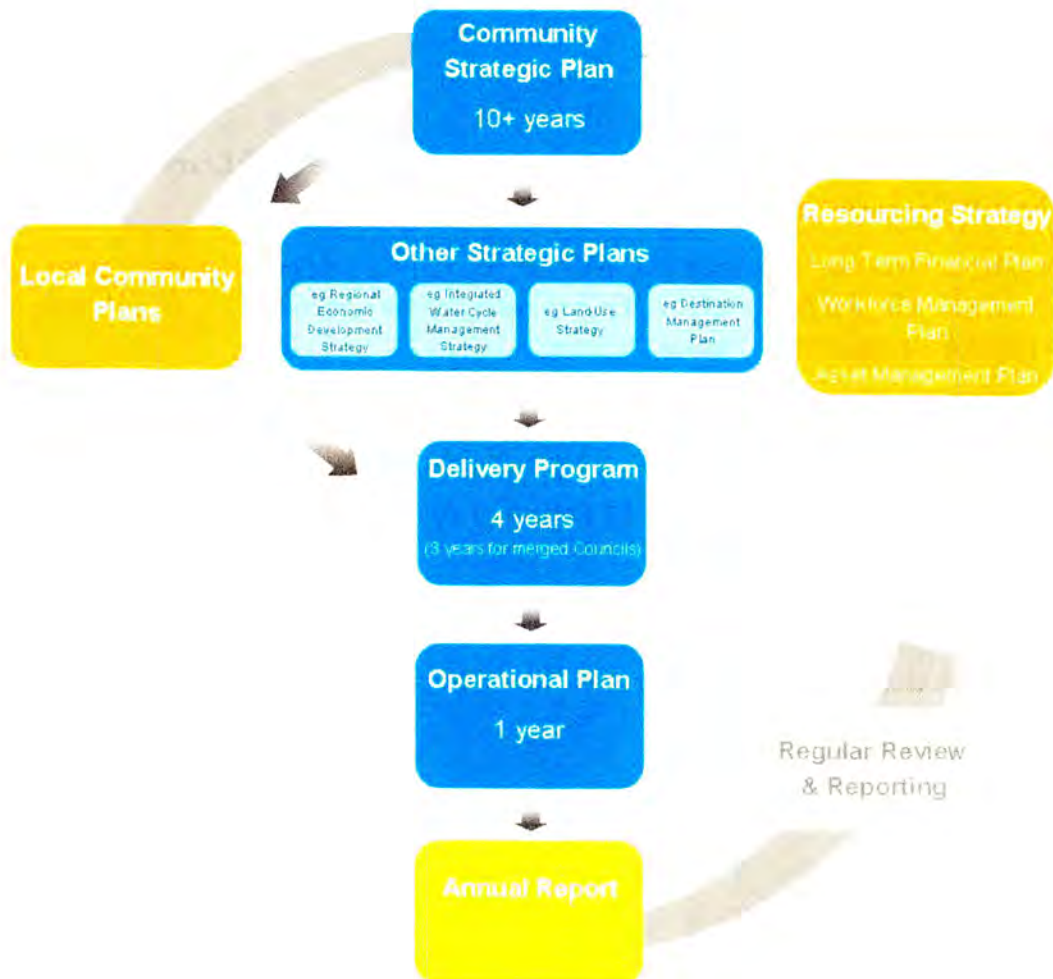 Community
Strategic Plan
10+ years
Local Community
Plans
Other Strategic Plans
eg Regional
Economic
Development
Strategy
eg Integrated
Water Cycle
Management
Strategy
eg Land-Use
Strategy
eg Destination
Management
Plan
Resourcing Strategy
Long Term Financial Plan
Workforce Management
Plan
Asset Management Plan
Delivery Program
4 years
(3 years for merged Councils)
Operational Plan
1 year
Regular Review
& Reporting
Annual Report